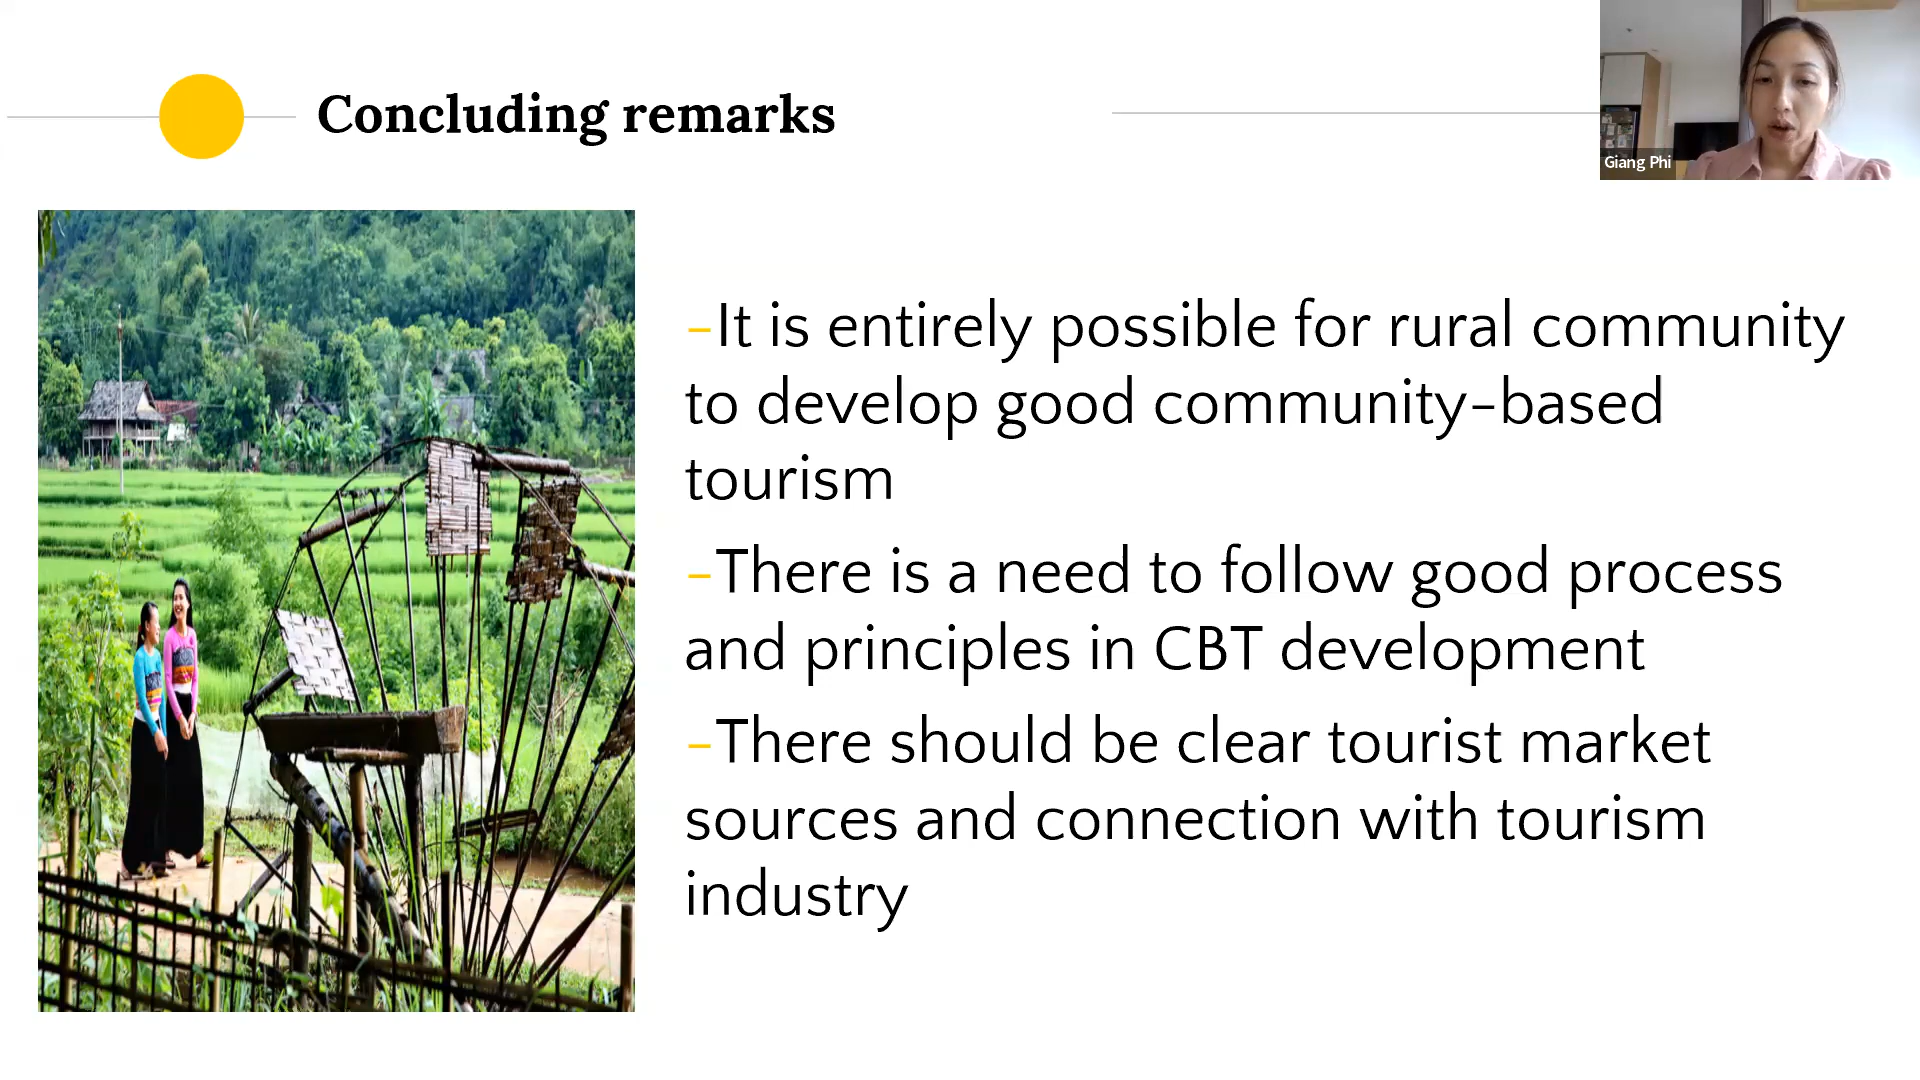 Concluding remarks
Giang Phi
-It is entirely possible for rural community
to develop good community-based
tourism
-There is a need to follow good process
and principles in CBT development
-There should be clear tourist market
sources and connection with tourism
industry